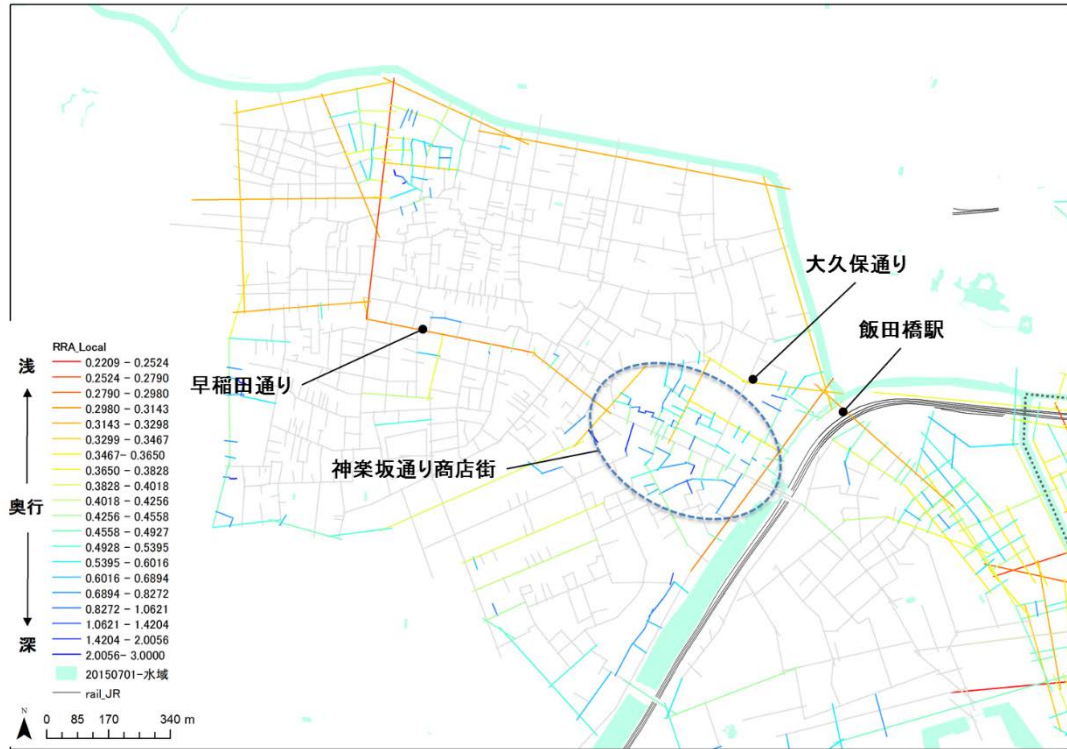 大久保通り
飯田橋駅
早稲田通り
神楽坂通り商店街
RRA_Local
浅
奥行
深
0.2209 - 0.2524
0.2524 - 0.2790
0.2790 - 0.2980
0.2980 - 0.3143
0.3143 - 0.3298
0.3299 - 0.3467
0.3467- 0.3650
0.3650 - 0.3828
0.3828 - 0.4018
0.4018 - 0.4256
0.4256 - 0.4558
0.4558 - 0.4927
0.4928 - 0.5395
0.5395 - 0.6016
0.6016 - 0.6894
0.6894 - 0.8272
0.8272 - 1.0621
1.0621 - 1.4204
1.4204 - 2.0056
2.0056- 3.0000
20150701-水域
rail_JR
N
0 85 170 340 m